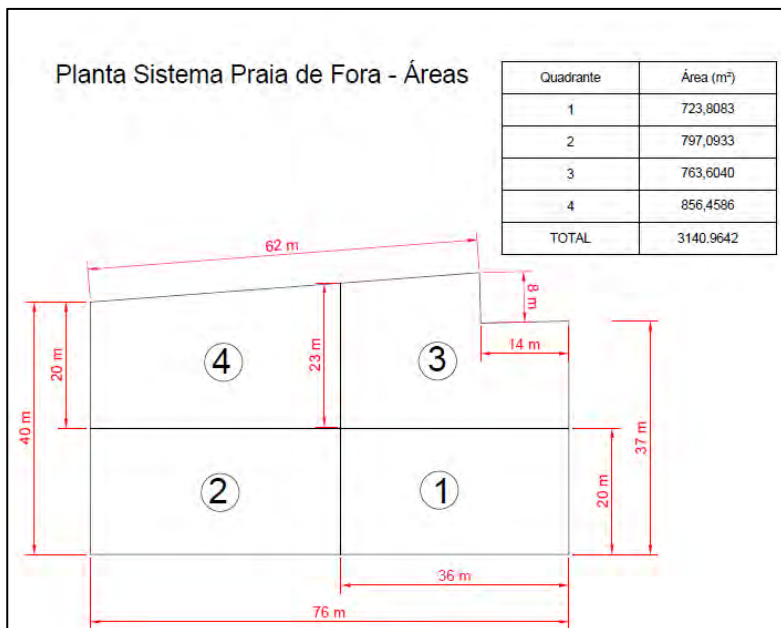 Planta Sistema Praia de Fora - Áreas
Quadrante Área (m²)
1 723,8083
2 797,0933
3 763,6040
4 856,4586
TOTAL 3140.9642
62 m
8 m
14 m
20 m
23 m
4
3
40 m
37 m
2
1
20 m
36 m
76 m